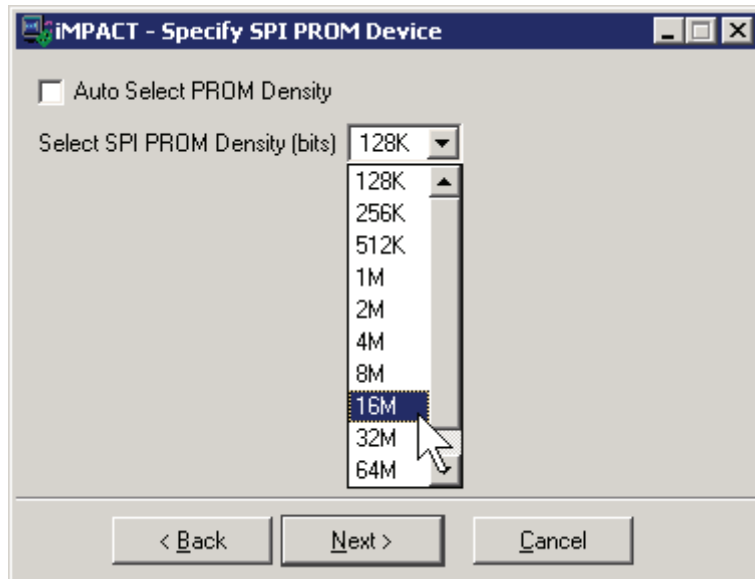 iMPACT - Specify SPI PROM Device
Auto Select PROM Density
Select SPI PROM Density (bits) 128K
128K
256K
512K
1M
2M
4M
8M
16M
32M
64M
< Back Next > Cancel